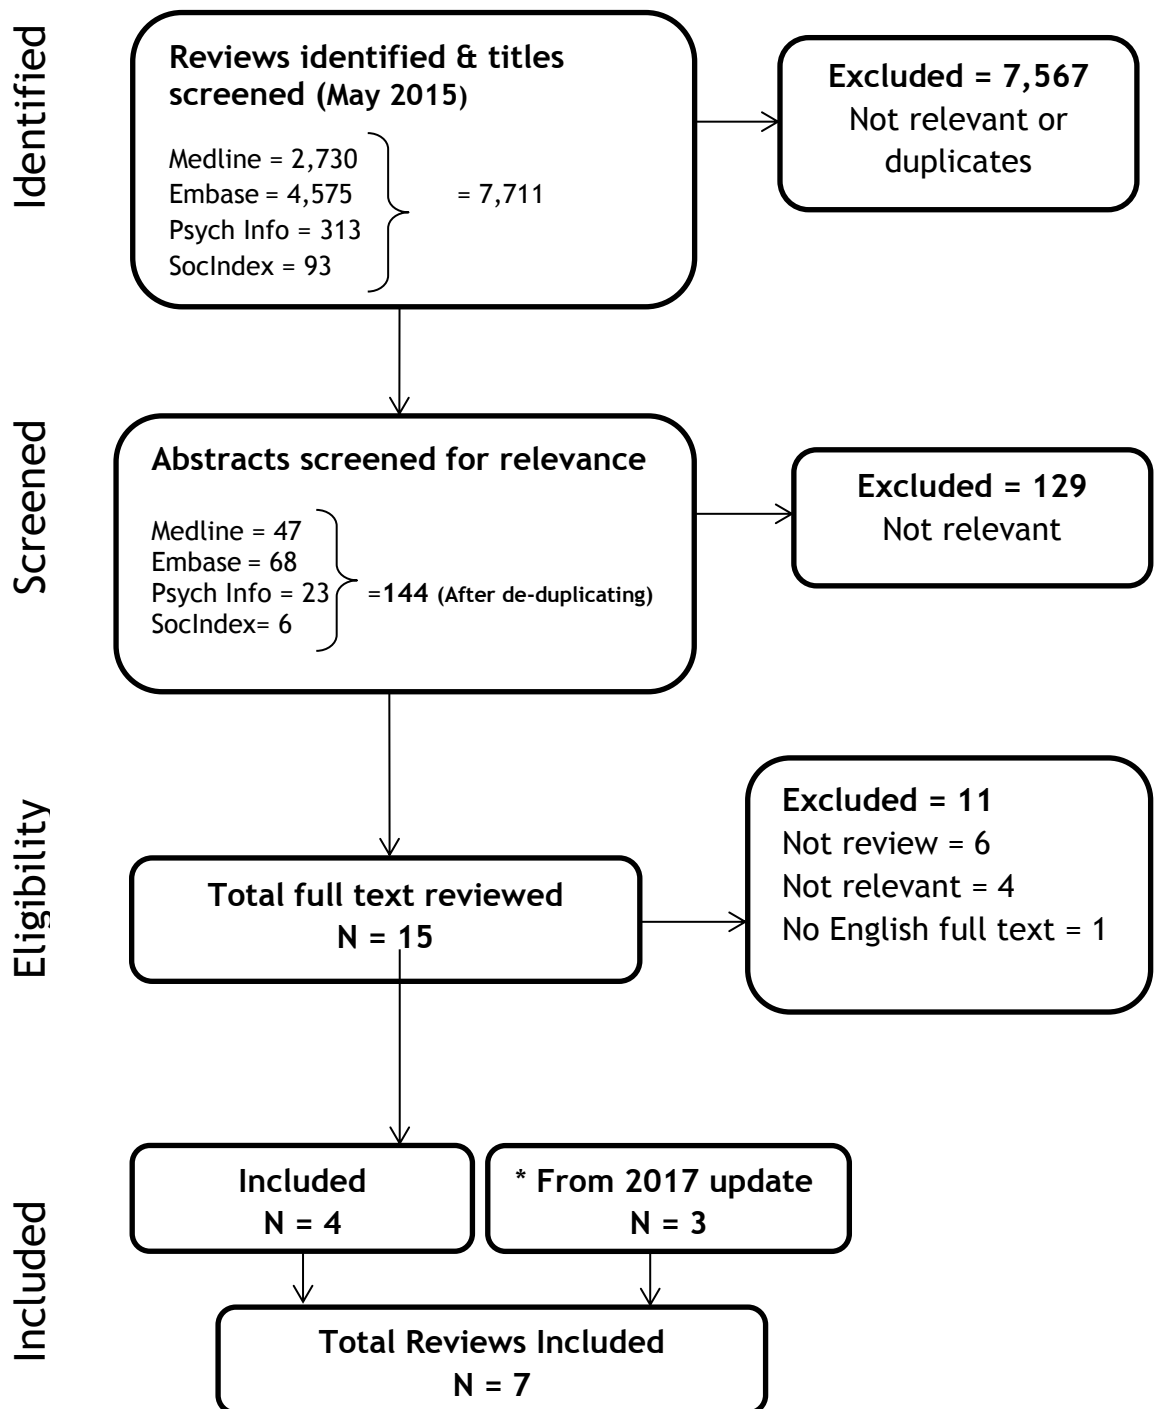 Identified
Reviews identified & titles
screened (May 2015)
Medline = 2,730
Embase = 4,575
Psych Info = 313
SocIndex = 93
= 7,711
Excluded = 7,567
Not relevant or
duplicates
Screened
Abstracts screened for relevance
Medline = 47
Embase = 68
Psych Info = 23
SocIndex= 6
=144 (After de-duplicating)
Excluded = 129
Not relevant
Eligibility
Total full text reviewed
N = 15
Excluded = 11
Not review = 6
Not relevant = 4
No English full text = 1
Included
Included
N = 4
* From 2017 update
N = 3
Total Reviews Included
N = 7